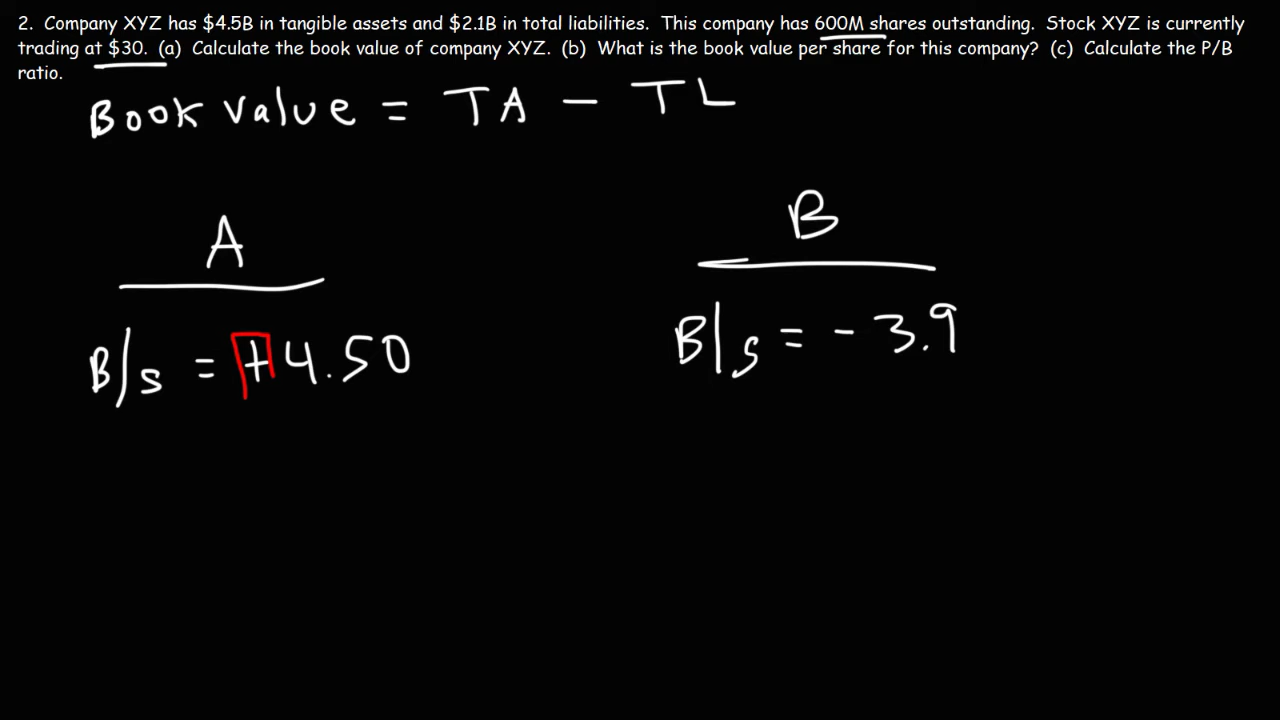 2. Company XYZ has $4.5B in tangible assets and $2.1B in total liabilities. This company has 600M shares outstanding. Stock XYZ is currently
trading at $30. (a) Calculate the book value of company XYZ. (b) What is the book value per share for this company? (c) Calculate the P/B
ratio.
Book value = TA - TL
A
B
B/s = +4.50
B/s = -3.9